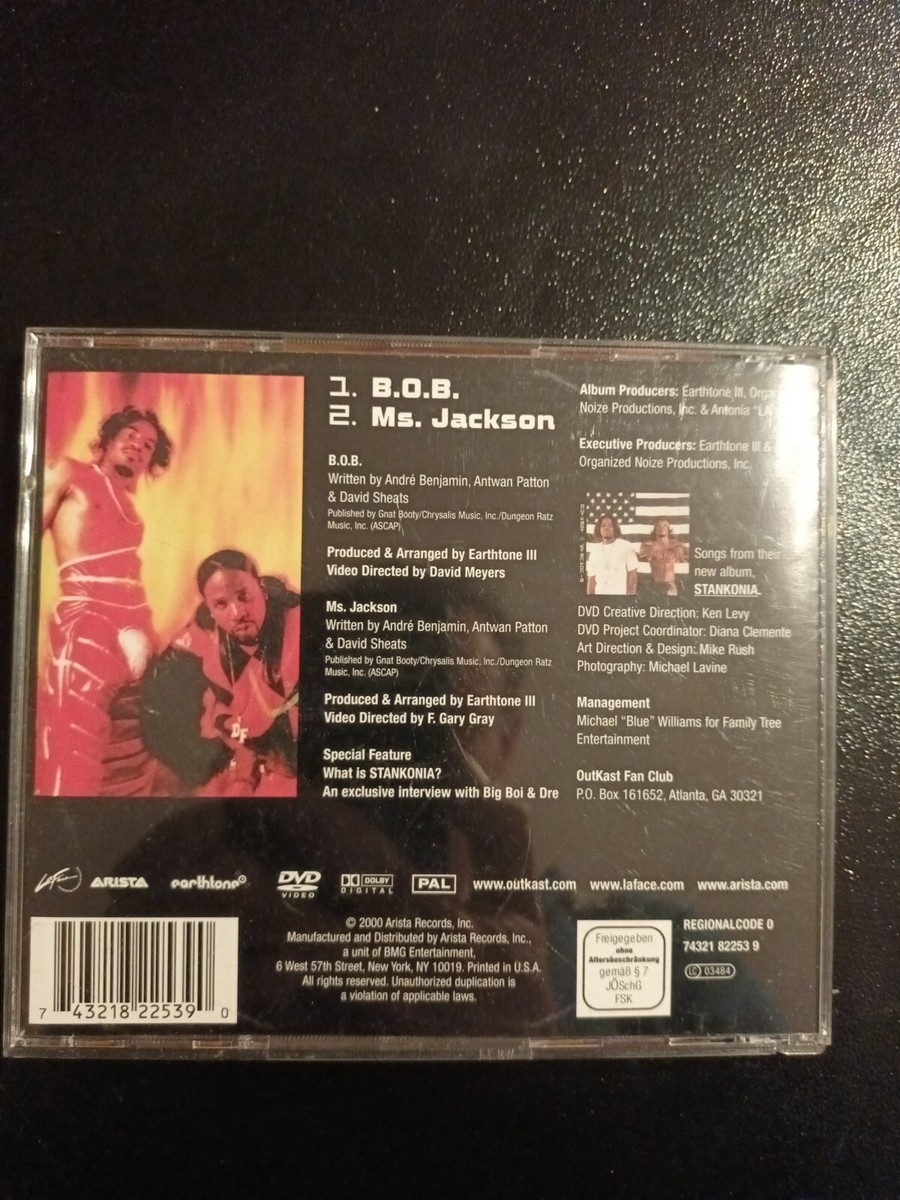 1. B.O.B.
2. Ms. Jackson
B.O.B.
Written by André Benjamin, Antwan Patton
& David Sheats
Published by Gnat Booty/Chrysalis Music, Inc./Dungeon Ratz
Music, Inc. (ASCAP)
Produced & Arranged by Earthtone III
Video Directed by David Meyers
Ms. Jackson
Written by André Benjamin, Antwan Patton
& David Sheats
Published by Gnat Booty/Chrysalis Music, Inc./Dungeon Ratz
Music, Inc. (ASCAP)
Produced & Arranged by Earthtone III
Video Directed by F. Gary Gray
Special Feature
What is STANKONIA?
An exclusive interview with Big Boi & Dre
Album Producers: Earthtone III,
Noize Productions, Inc. & Antonia "LA
Executive Producers: Earthtone III &
Organized Noize Productions, Inc.
Songs from their
new album,
STANKONIA.
DVD Creative Direction: Ken Levy
DVD Project Coordinator: Diana Clemente
Art Direction & Design: Mike Rush
Photography: Michael Lavine
Management
Michael "Blue" Williams for Family Tree
Entertainment
OutKast Fan Club
P.O. Box 161652, Atlanta, GA 30321
DF
LaFace ARISTA earthtone DVD VIDEO DOLBY DIGITAL PAL www.outkast.com www.laface.com www.arista.com
© 2000 Arista Records, Inc.
Manufactured and Distributed by Arista Records, Inc.,
a unit of BMG Entertainment,
6 West 57th Street, New York, NY 10019. Printed in U.S.A.
All rights reserved. Unauthorized duplication is
a violation of applicable laws.
7 43218 22539 0
Freigegeben
ohne
Altersbeschränkung
gemäß § 7
JÖSchG
FSK
REGIONALCODE 0
74321 82253 9
LC 03484